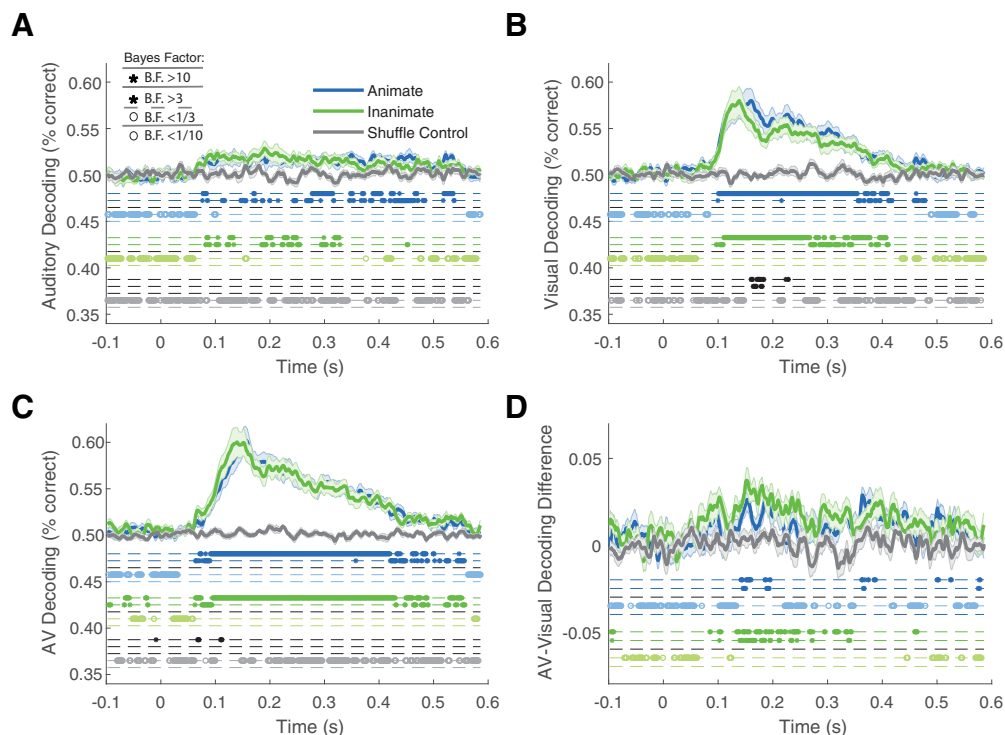 A
Bayes Factor:
* B.F. >10
* B.F. >3
○ B.F. <1/3
○ B.F. <1/10
Animate
Inanimate
Shuffle Control
Auditory Decoding (% correct)
0.60
0.55
0.50
0.45
0.40
0.35
-0.1 0 0.1 0.2 0.3 0.4 0.5 0.6
Time (s)
B
Visual Decoding (% correct)
0.60
0.55
0.50
0.45
0.40
0.35
-0.1 0 0.1 0.2 0.3 0.4 0.5 0.6
Time (s)
C
AV Decoding (% correct)
0.60
0.55
0.50
0.45
0.40
0.35
-0.1 0 0.1 0.2 0.3 0.4 0.5 0.6
Time (s)
D
AV-Visual Decoding Difference
0.05
0
-0.05
-0.1 0 0.1 0.2 0.3 0.4 0.5 0.6
Time (s)